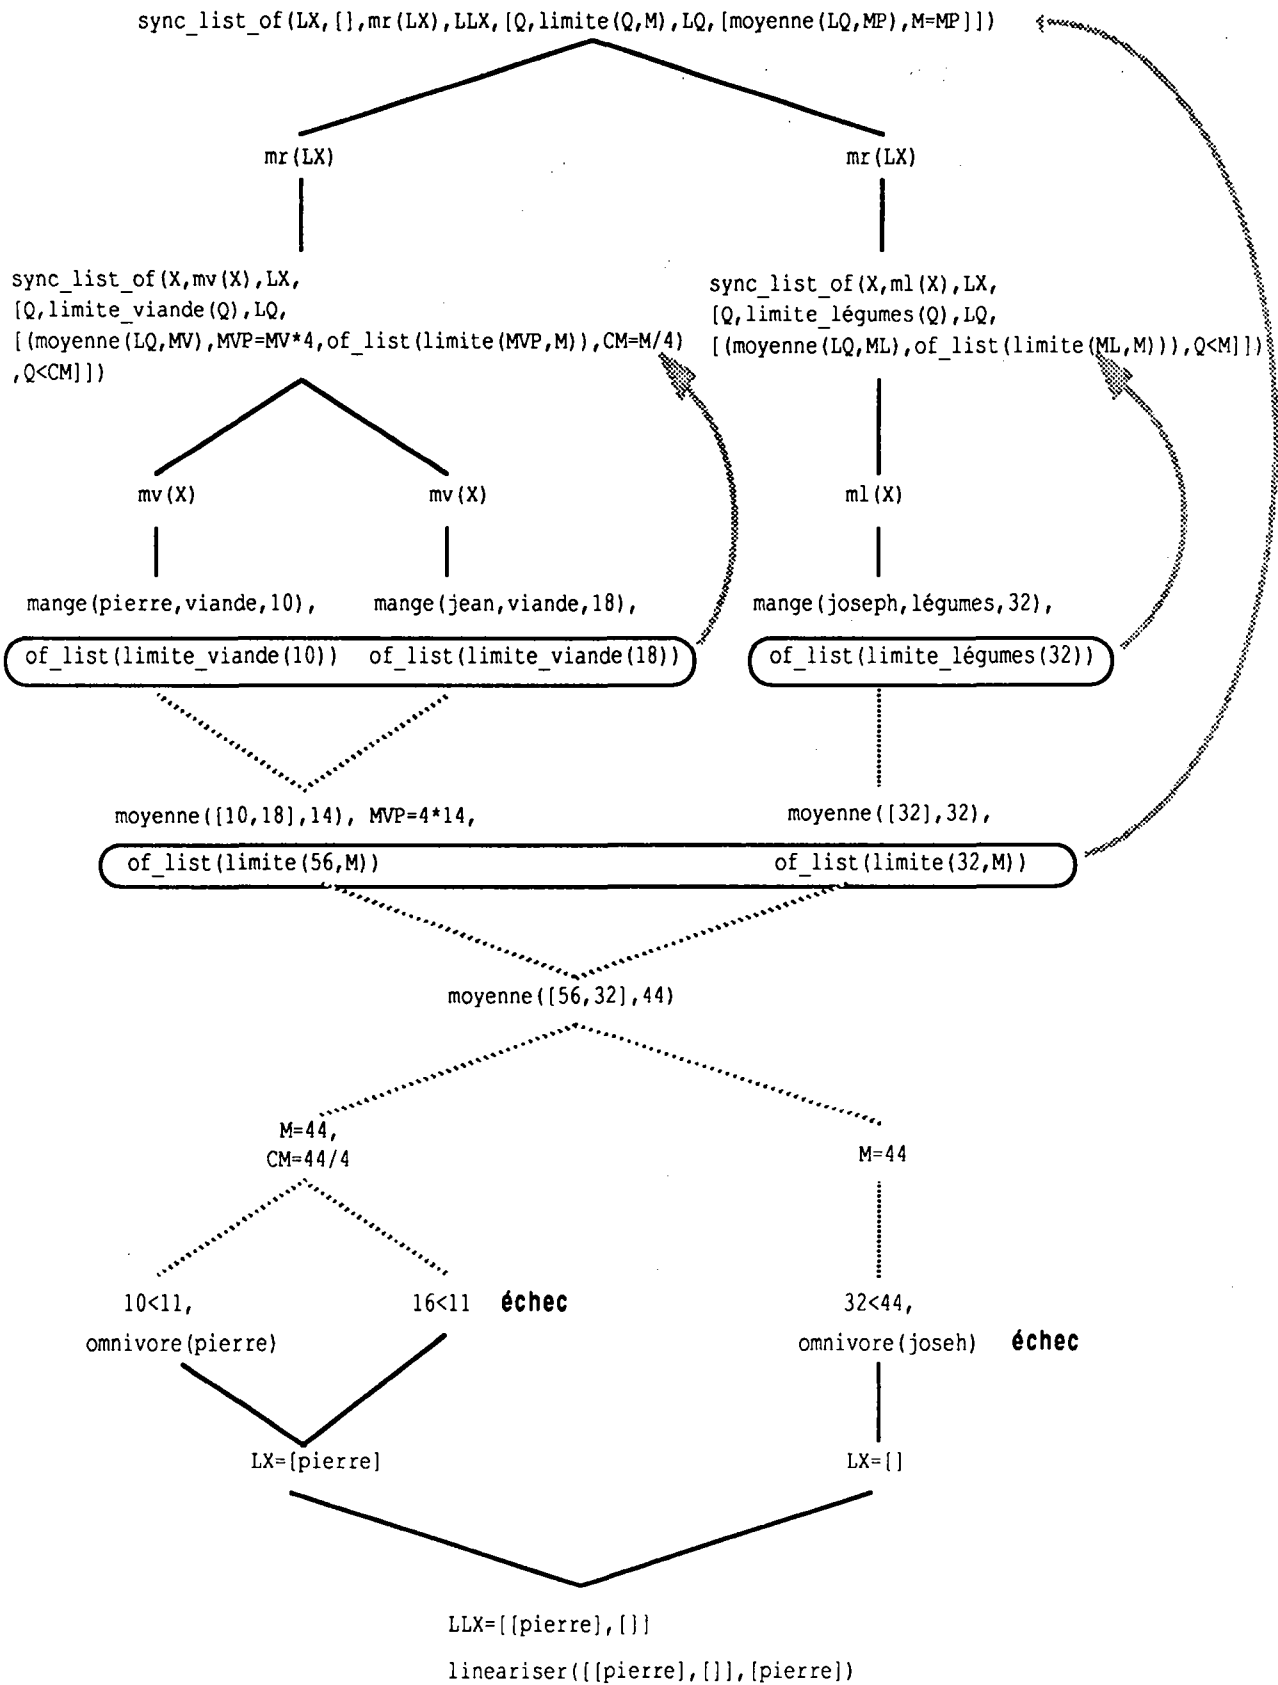 sync_list_of(LX,[],mr(LX),LLX,[Q,limite(Q,M),LQ,[moyenne(LQ,MP),M=MP]])
mr(LX) mr(LX)
sync_list_of(X,mv(X),LX,
[Q,limite_viande(Q),LQ,
[(moyenne(LQ,MV),MVP=MV*4,of_list(limite(MVP,M)),CM=M/4)
,Q<CM]])
sync_list_of(X,ml(X),LX,
[Q,limite_légumes(Q),LQ,
[(moyenne(LQ,ML),of_list(limite(ML,M))),Q<M]])
mv(X) mv(X) ml(X)
mange(pierre,viande,10), mange(jean,viande,18), mange(joseph,légumes,32),
of_list(limite_viande(10)) of_list(limite_viande(18)) of_list(limite_légumes(32))
moyenne([10,18],14), MVP=4*14, moyenne([32],32),
of_list(limite(56,M)) of_list(limite(32,M))
moyenne([56,32],44)
M=44,
CM=44/4
M=44
10<11, 16<11 échec 32<44,
omnivore(pierre) omnivore(joseh) échec
LX=[pierre] LX=[]
LLX=[[pierre],[]]
lineariser([[pierre],[]],[pierre])